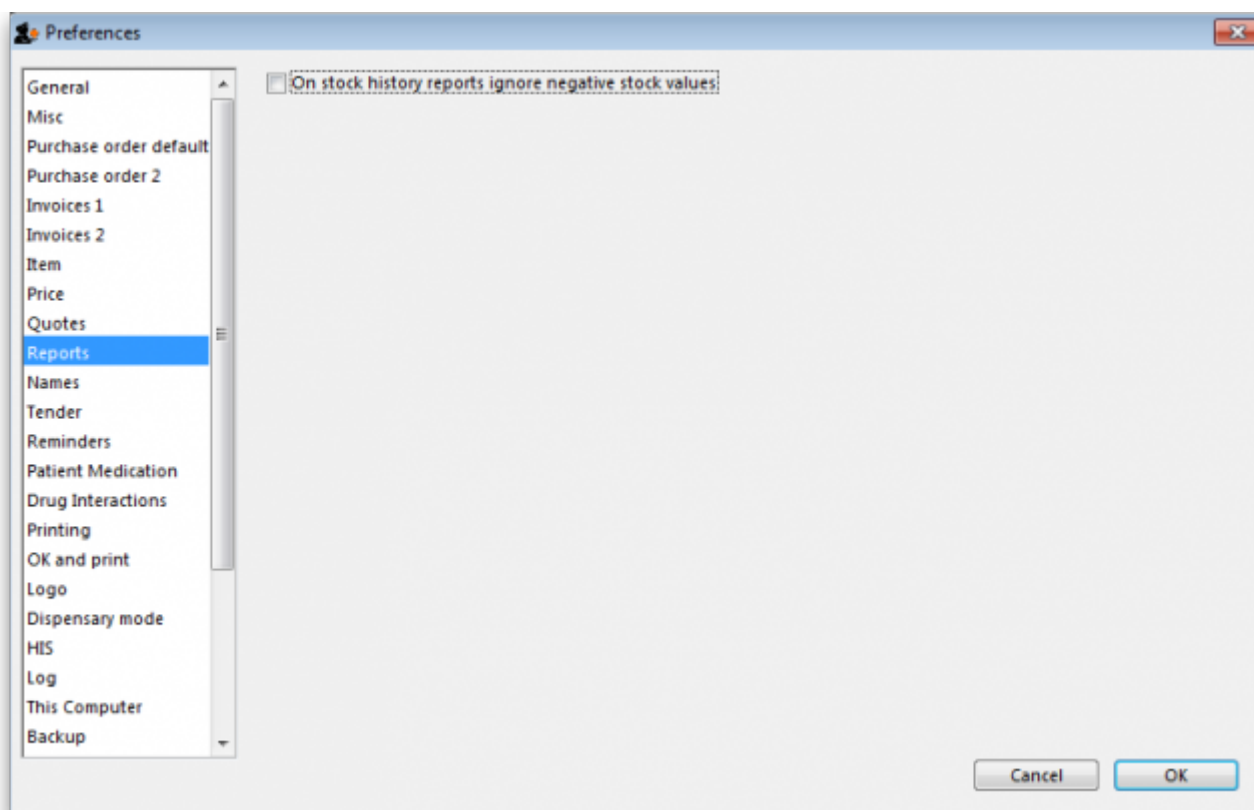 Preferences
General
Misc
Purchase order default
Purchase order 2
Invoices 1
Invoices 2
Item
Price
Quotes
Reports
Names
Tender
Reminders
Patient Medication
Drug Interactions
Printing
OK and print
Logo
Dispensary mode
HIS
Log
This Computer
Backup
On stock history reports ignore negative stock values
Cancel
OK